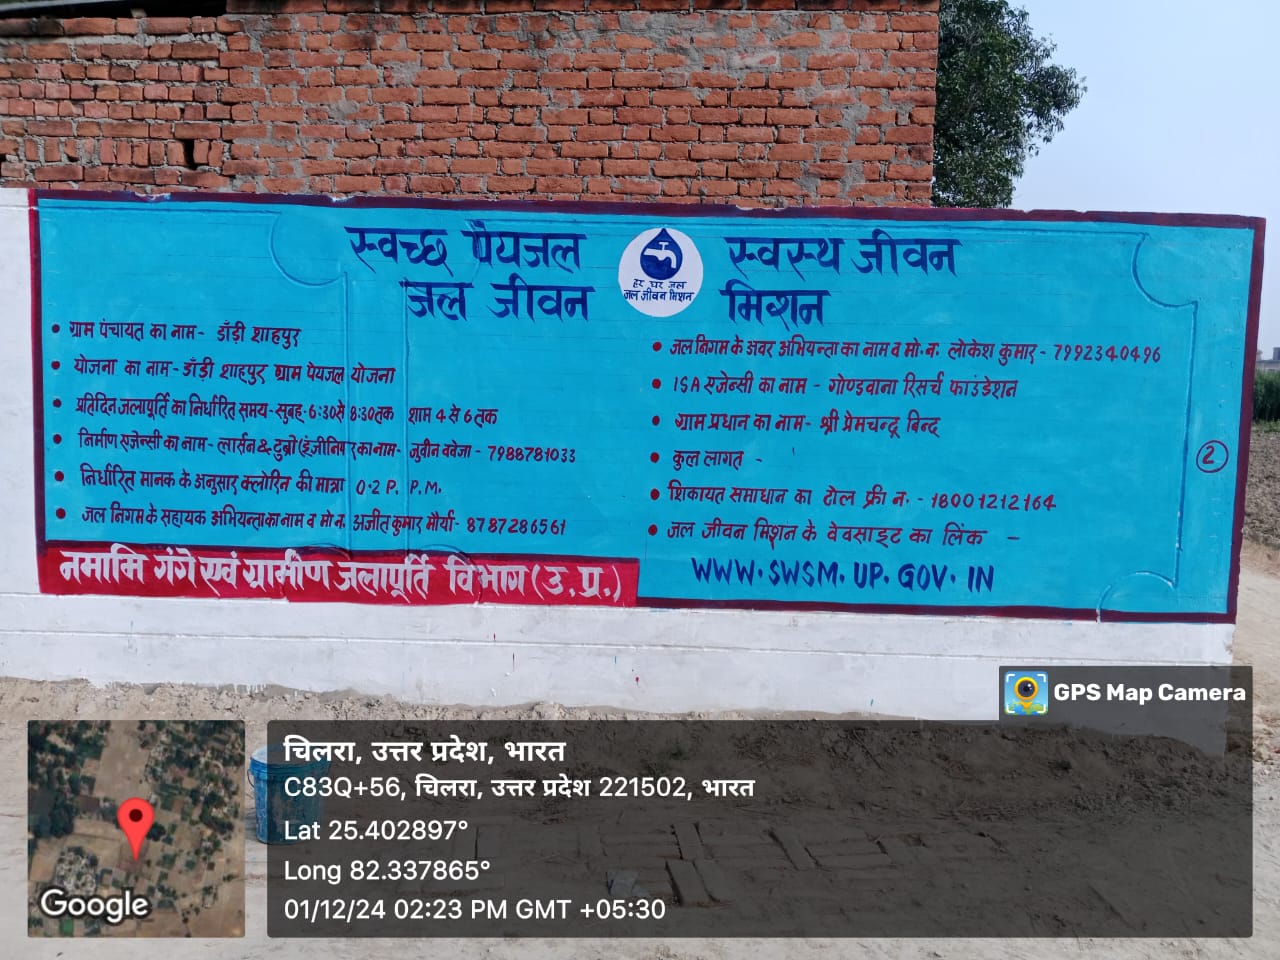 स्वच्छ पेयजल स्वस्थ जीवन
जल जीवन मिशन
हर घर जल
जल जीवन मिशन
• ग्राम पंचायत का नाम- डाँड़ी शाहपुर
• योजना का नाम- डाँड़ी शाहपुर ग्राम पेयजल योजना
• प्रतिदिन जलापूर्ति का निर्धारित समय- सुबह- 6:30 से 8:30 तक शाम 4 से 6 तक
• निर्माण एजेन्सी का नाम- लार्सन & टुब्रो (इंजीनियर का नाम- जुवीन ववेजा - 7988781033
• निर्धारित मानक के अनुसार क्लोरिन की मात्रा 0.2 P. P.M.
• जल निगम के सहायक अभियन्ता का नाम व मो न. अजीत कुमार मौर्या- 8787286561
नमामि गंगे एवं ग्रामीण जलापूर्ति विभाग (उ.प्र.)
• जल निगम के अवर अभियन्ता का नाम व मो.न. लोकेश कुमार - 7992340496
• ISA एजेन्सी का नाम - गोण्डवाना रिसर्च फाउंडेशन
• ग्राम प्रधान का नाम- श्री प्रेमचन्द्र बिन्द
• कुल लागत -
• शिकायत समाधान का टोल फ्री न. - 18001212164
• जल जीवन मिशन के वेवसाइट का लिंक -
WWW.SWSM.UP.GOV.IN
2
GPS Map Camera
चिलरा, उत्तर प्रदेश, भारत
C83Q+56, चिलरा, उत्तर प्रदेश 221502, भारत
Lat 25.402897°
Long 82.337865°
01/12/24 02:23 PM GMT +05:30
Google